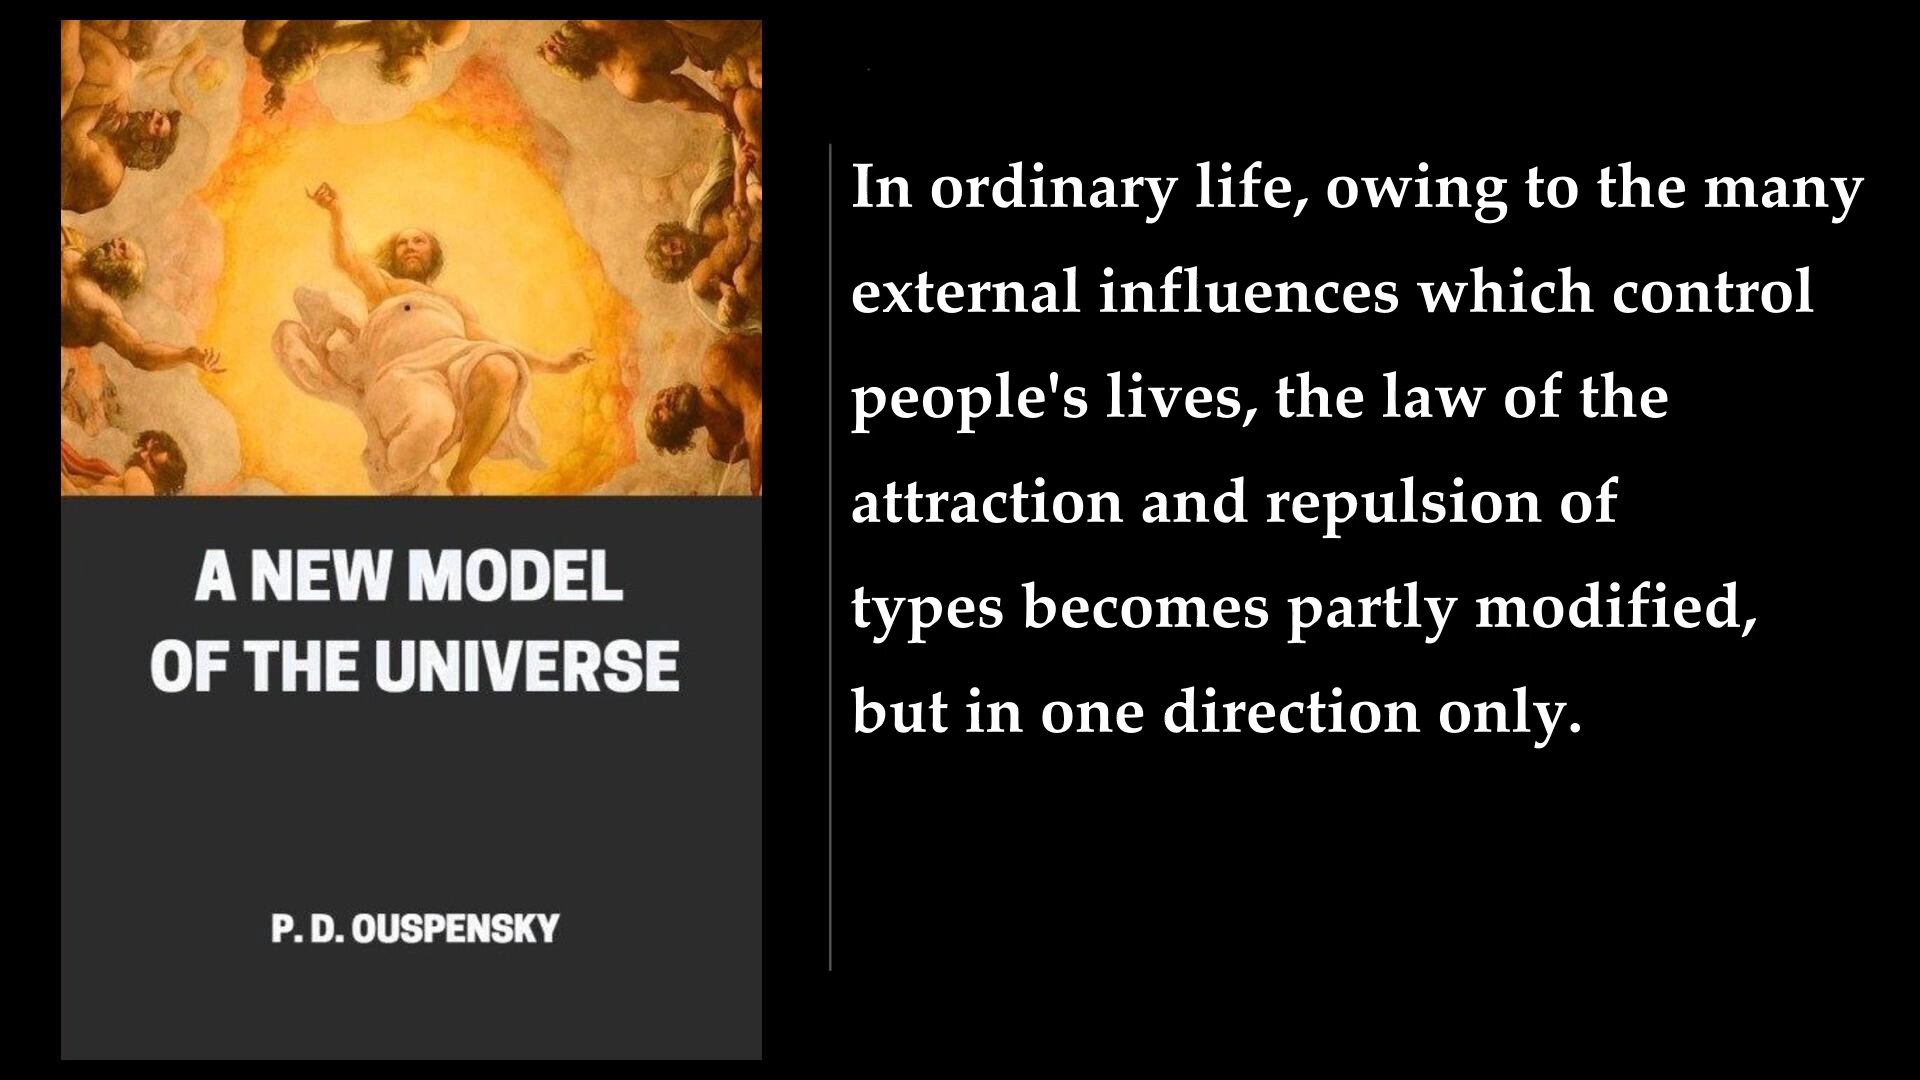 A NEW MODEL
OF THE UNIVERSE
P. D. OUSPENSKY
In ordinary life, owing to the many
external influences which control
people's lives, the law of the
attraction and repulsion of
types becomes partly modified,
but in one direction only.